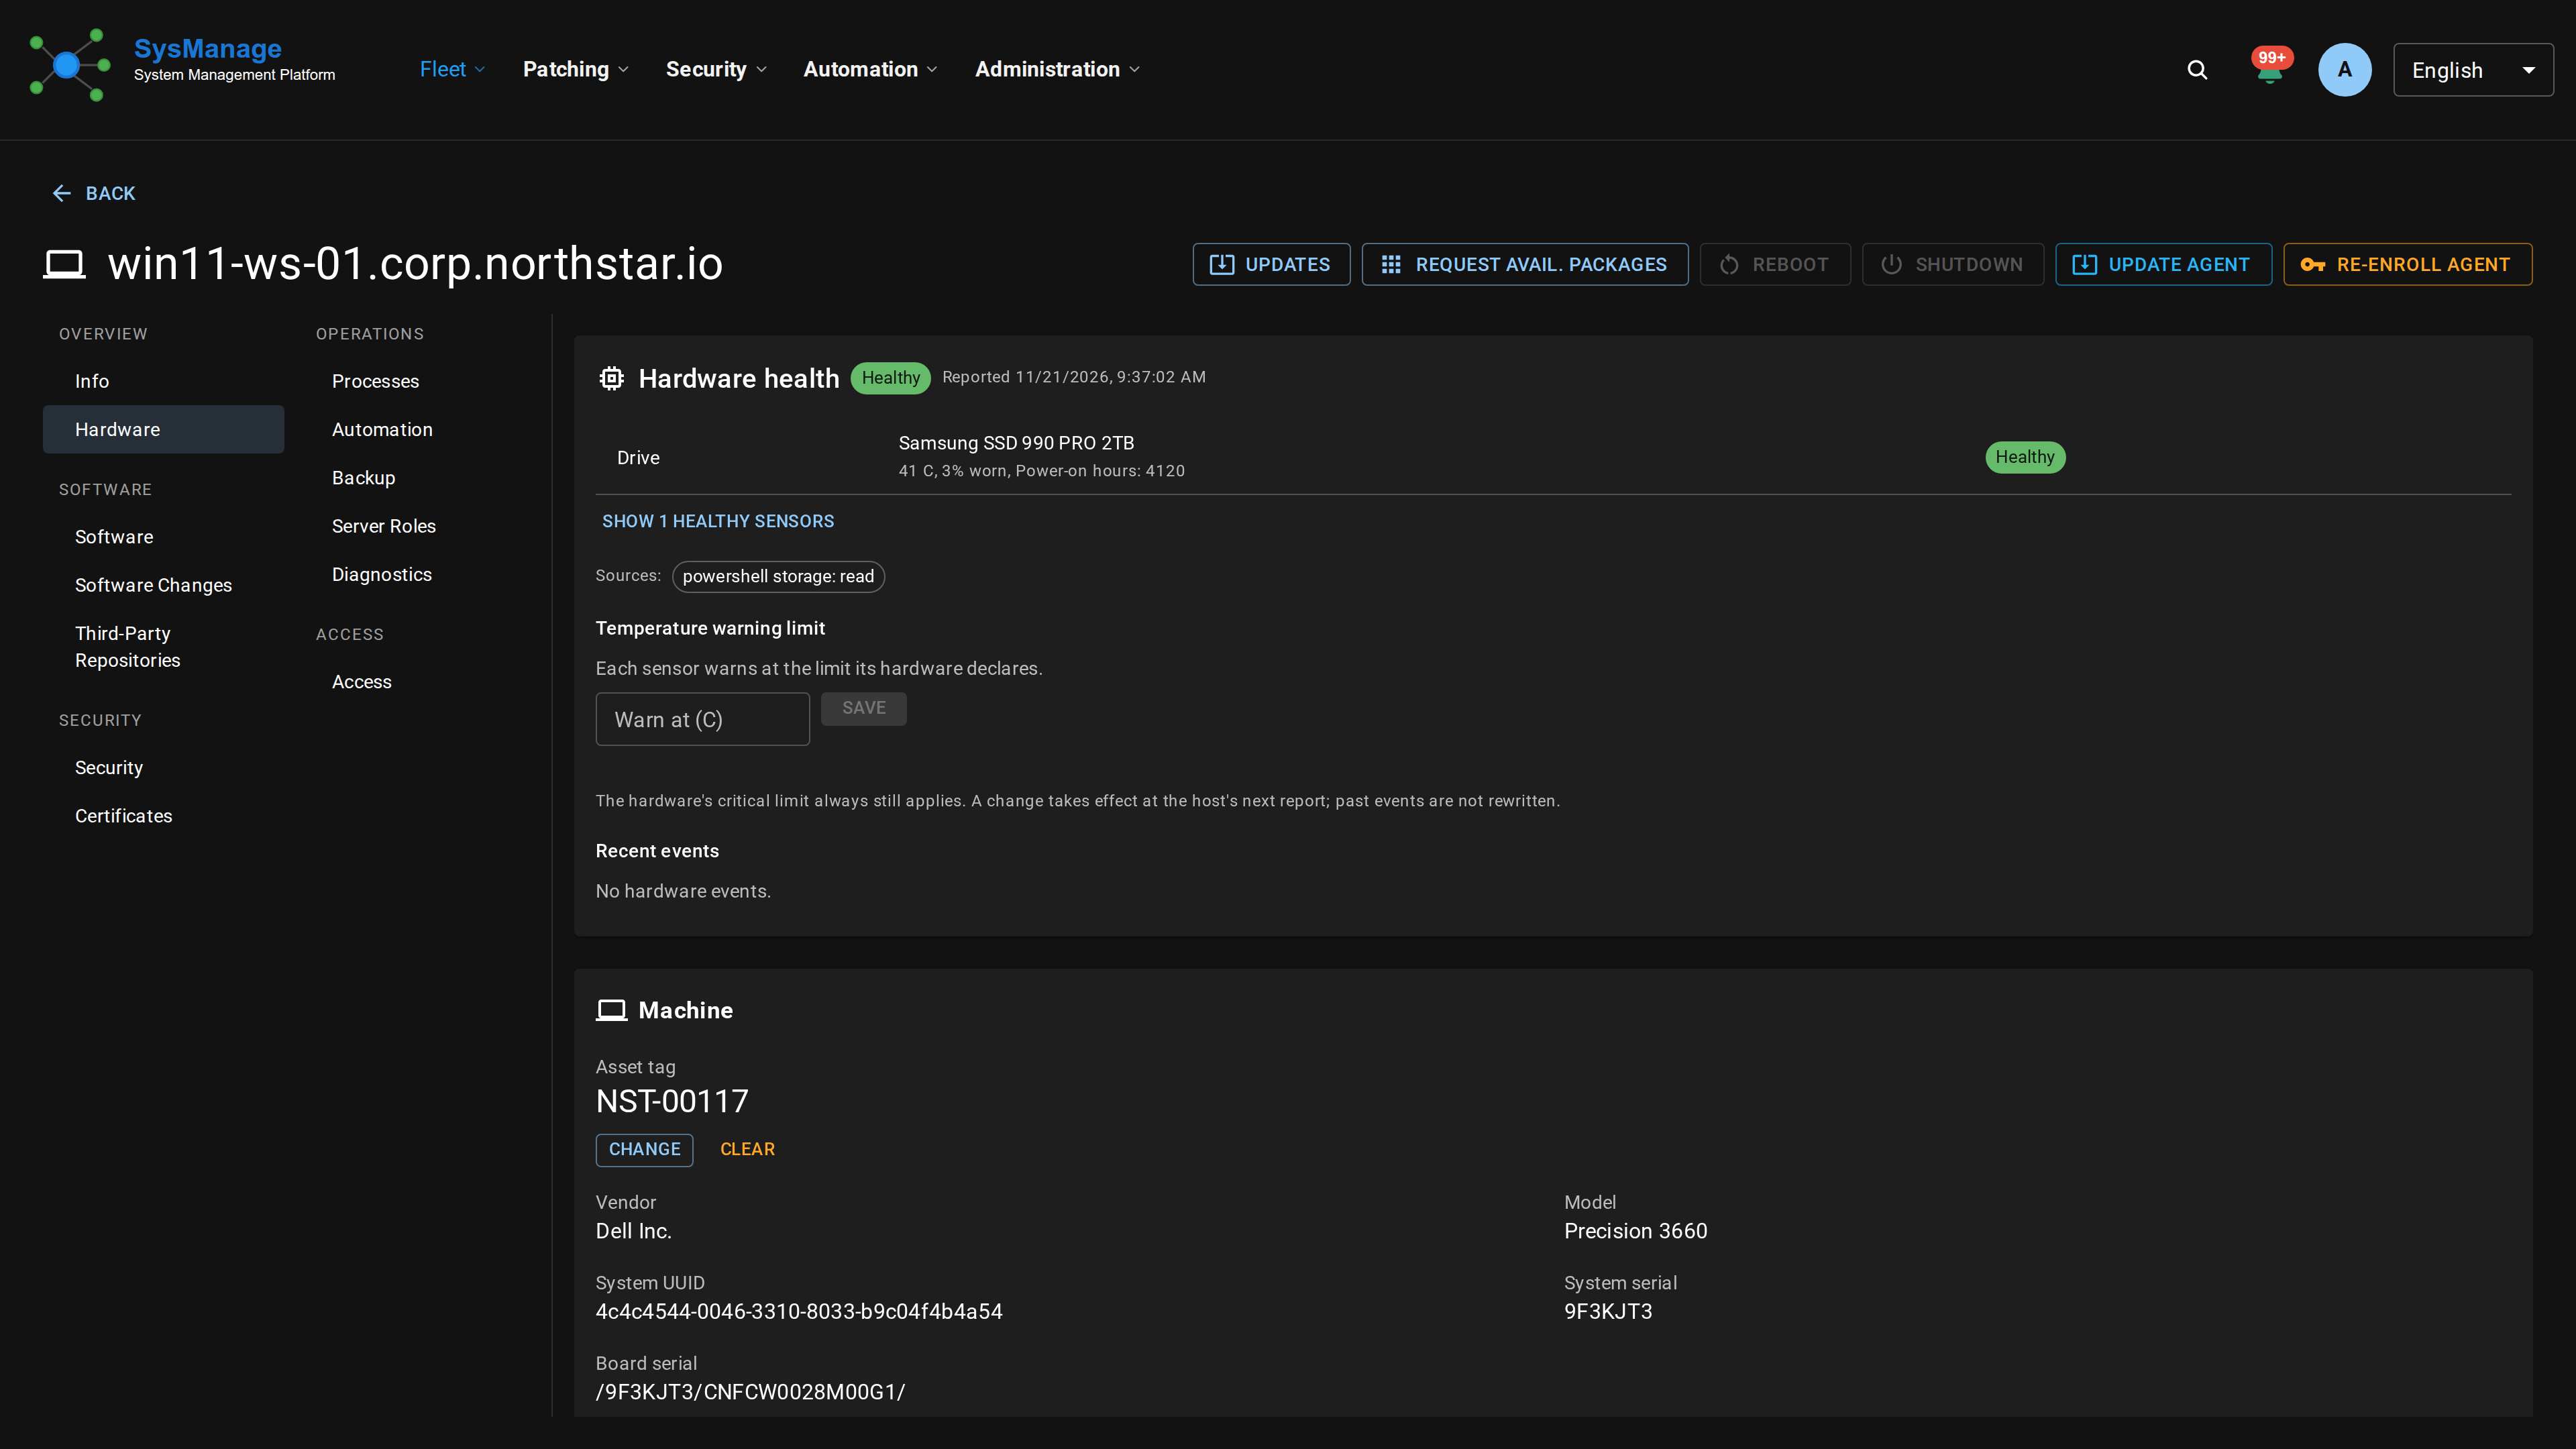 SysManage
System Management Platform
Fleet
Patching
Security
Automation
Administration
99+
A
English
BACK
win11-ws-01.corp.northstar.io
UPDATES
REQUEST AVAIL. PACKAGES
REBOOT
SHUTDOWN
UPDATE AGENT
RE-ENROLL AGENT
OVERVIEW
Info
Hardware
SOFTWARE
Software
Software Changes
Third-Party
Repositories
SECURITY
Security
Certificates
OPERATIONS
Processes
Automation
Backup
Server Roles
Diagnostics
ACCESS
Access
Hardware health
Healthy
Reported 11/21/2026, 9:37:02 AM
Drive
Samsung SSD 990 PRO 2TB
41 C, 3% worn, Power-on hours: 4120
Healthy
SHOW 1 HEALTHY SENSORS
Sources:
powershell storage: read
Temperature warning limit
Each sensor warns at the limit its hardware declares.
Warn at (C)
SAVE
The hardware's critical limit always still applies. A change takes effect at the host's next report; past events are not rewritten.
Recent events
No hardware events.
Machine
Asset tag
NST-00117
CHANGE
CLEAR
Vendor
Dell Inc.
Model
Precision 3660
System UUID
4c4c4544-0046-3310-8033-b9c04f4b4a54
System serial
9F3KJT3
Board serial
/9F3KJT3/CNFCW0028M00G1/